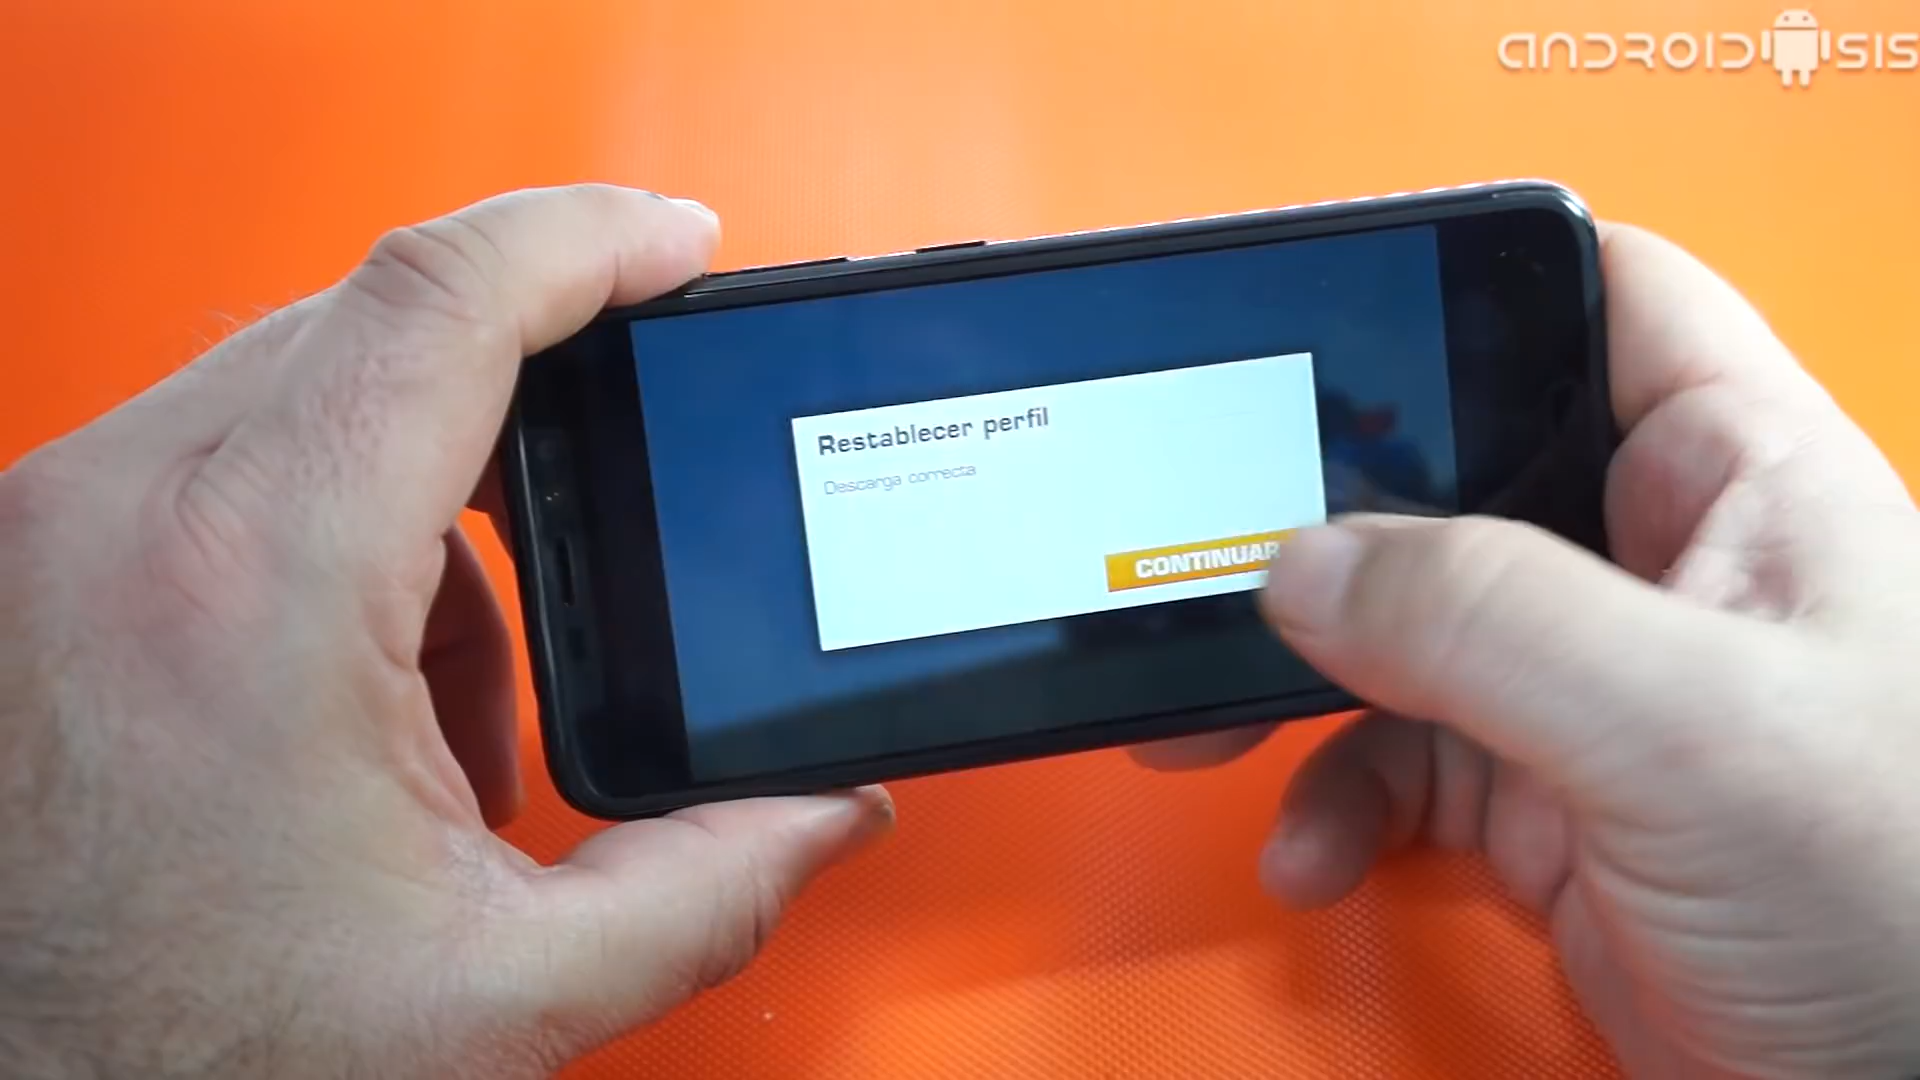 ANDROIDSIS
Restablecer perfil
Descarga correcta
CONTINUAR